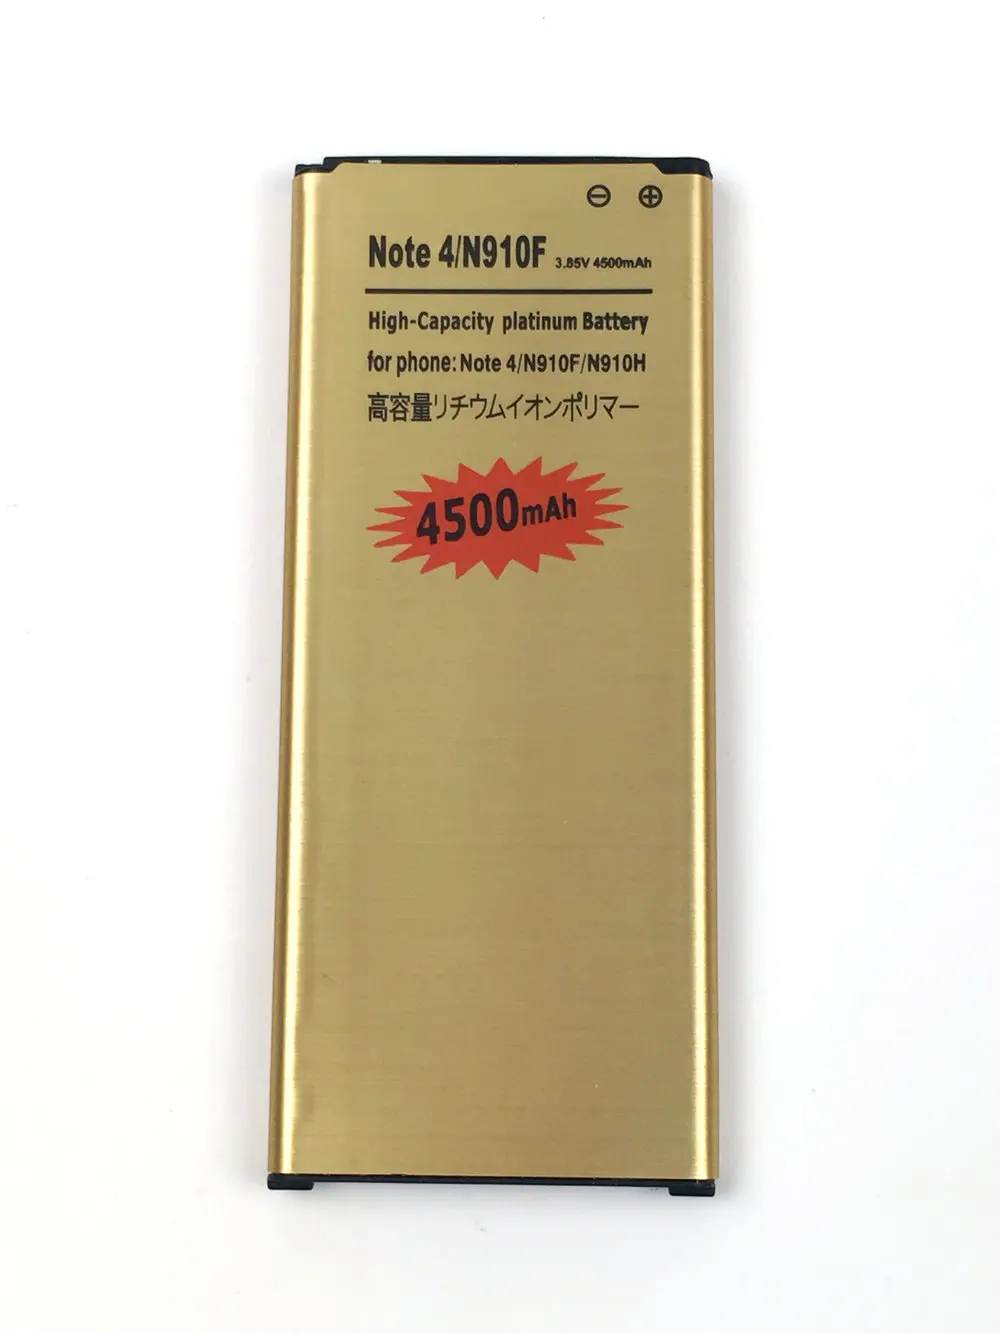 ⊖ ⊕
Note 4/N910F 3.85V 4500mAh
High-Capacity platinum Battery
for phone: Note 4/N910F/N910H
高容量リチウムイオンポリマー
4500mAh